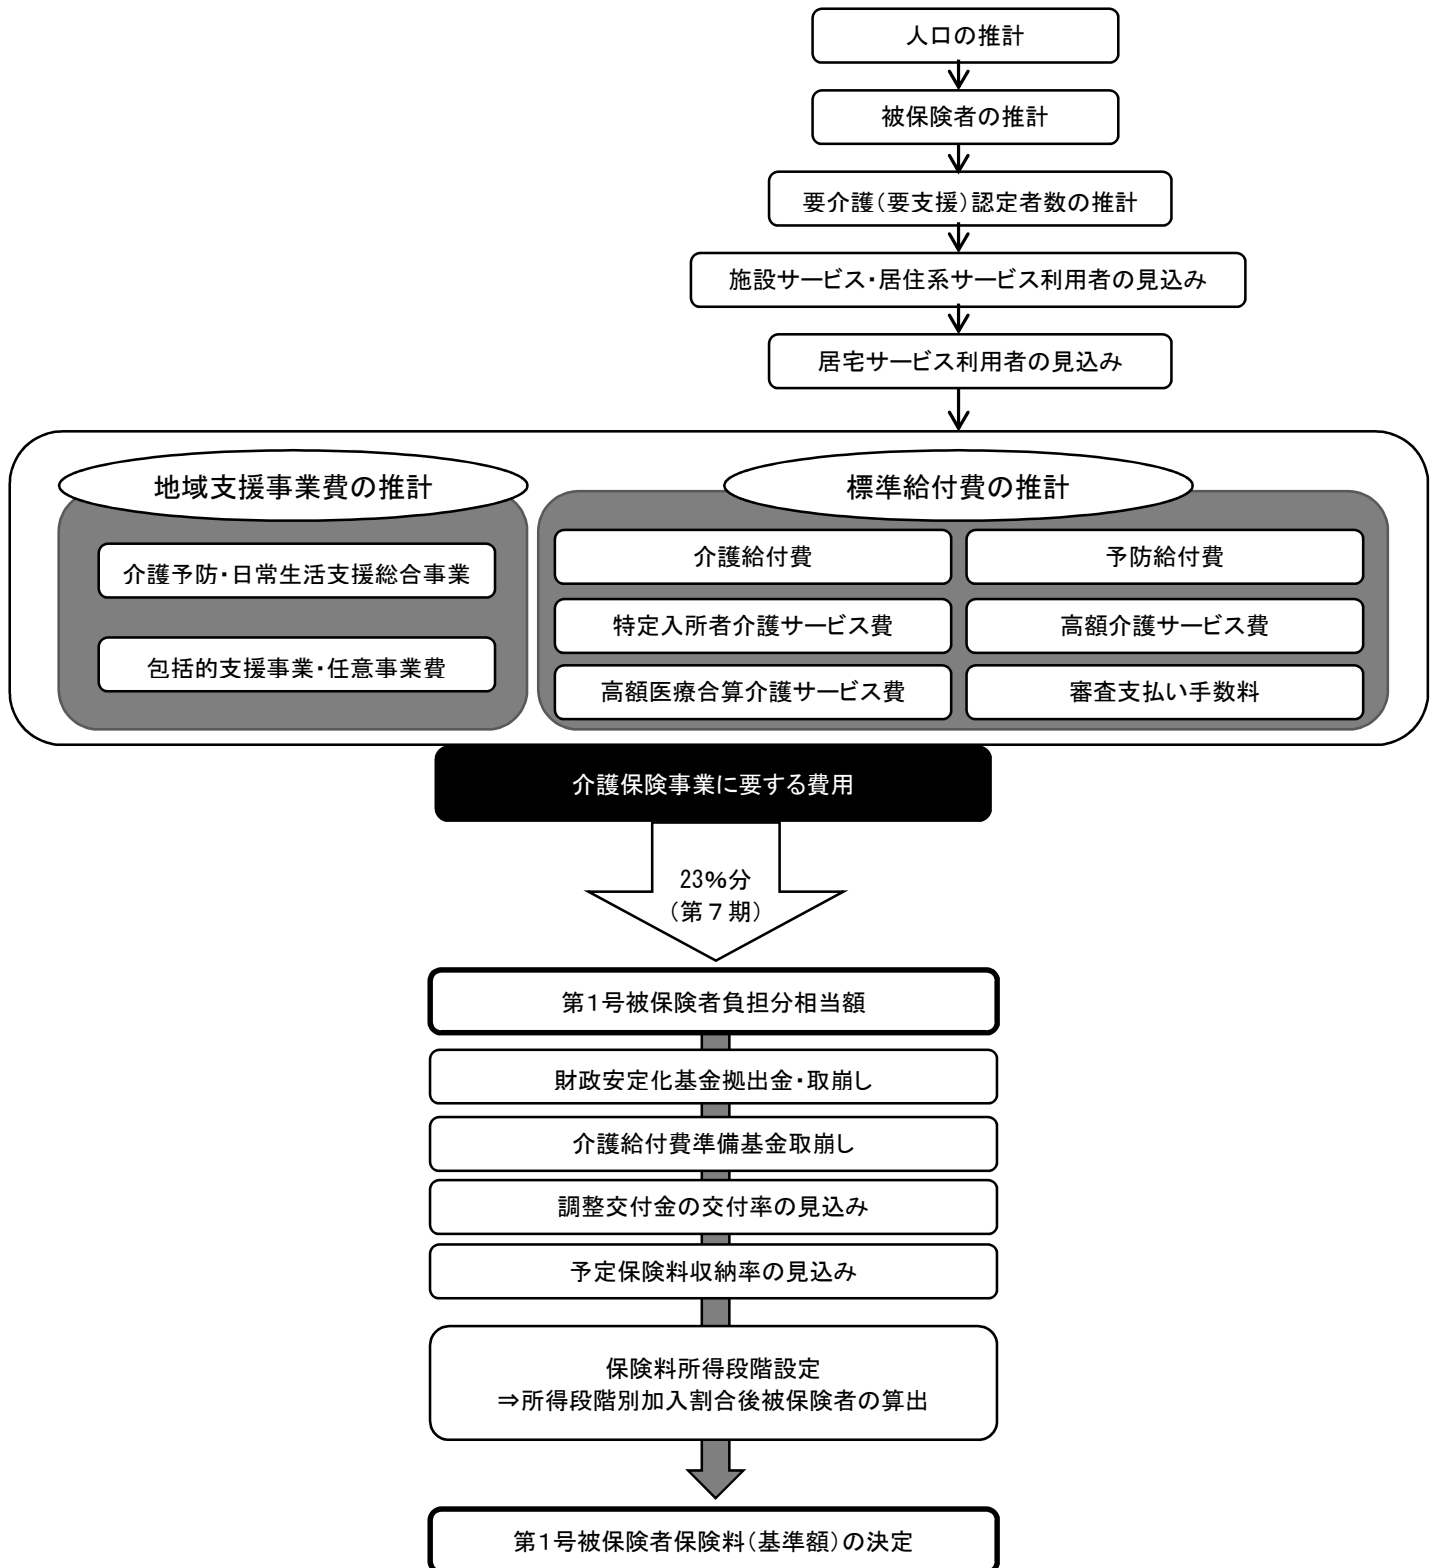 人口の推計
被保険者の推計
要介護(要支援)認定者数の推計
施設サービス・居住系サービス利用者の見込み
居宅サービス利用者の見込み
地域支援事業費の推計
介護予防・日常生活支援総合事業
包括的支援事業・任意事業費
標準給付費の推計
介護給付費
予防給付費
特定入所者介護サービス費
高額介護サービス費
高額医療合算介護サービス費
審査支払い手数料
介護保険事業に要する費用
23%分
(第7期)
第1号被保険者負担分相当額
財政安定化基金拠出金・取崩し
介護給付費準備基金取崩し
調整交付金の交付率の見込み
予定保険料収納率の見込み
保険料所得段階設定
⇒所得段階別加入割合後被保険者の算出
第1号被保険者保険料(基準額)の決定